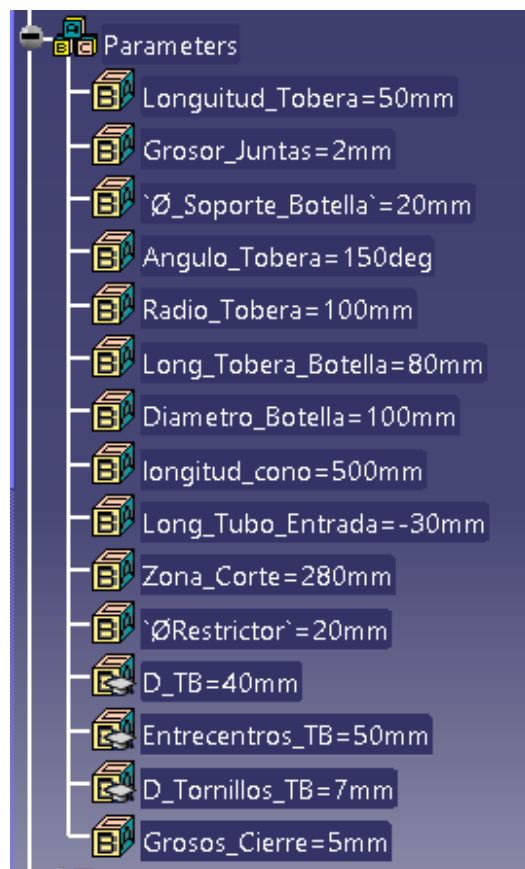 Parameters
Longuitud_Tobera=50mm
Grosor_Juntas=2mm
`Ø_Soporte_Botella`=20mm
Angulo_Tobera=150deg
Radio_Tobera=100mm
Long_Tobera_Botella=80mm
Diametro_Botella=100mm
longitud_cono=500mm
Long_Tubo_Entrada=-30mm
Zona_Corte=280mm
`ØRestrictor`=20mm
D_TB=40mm
Entrecentros_TB=50mm
D_Tornillos_TB=7mm
Grosos_Cierre=5mm